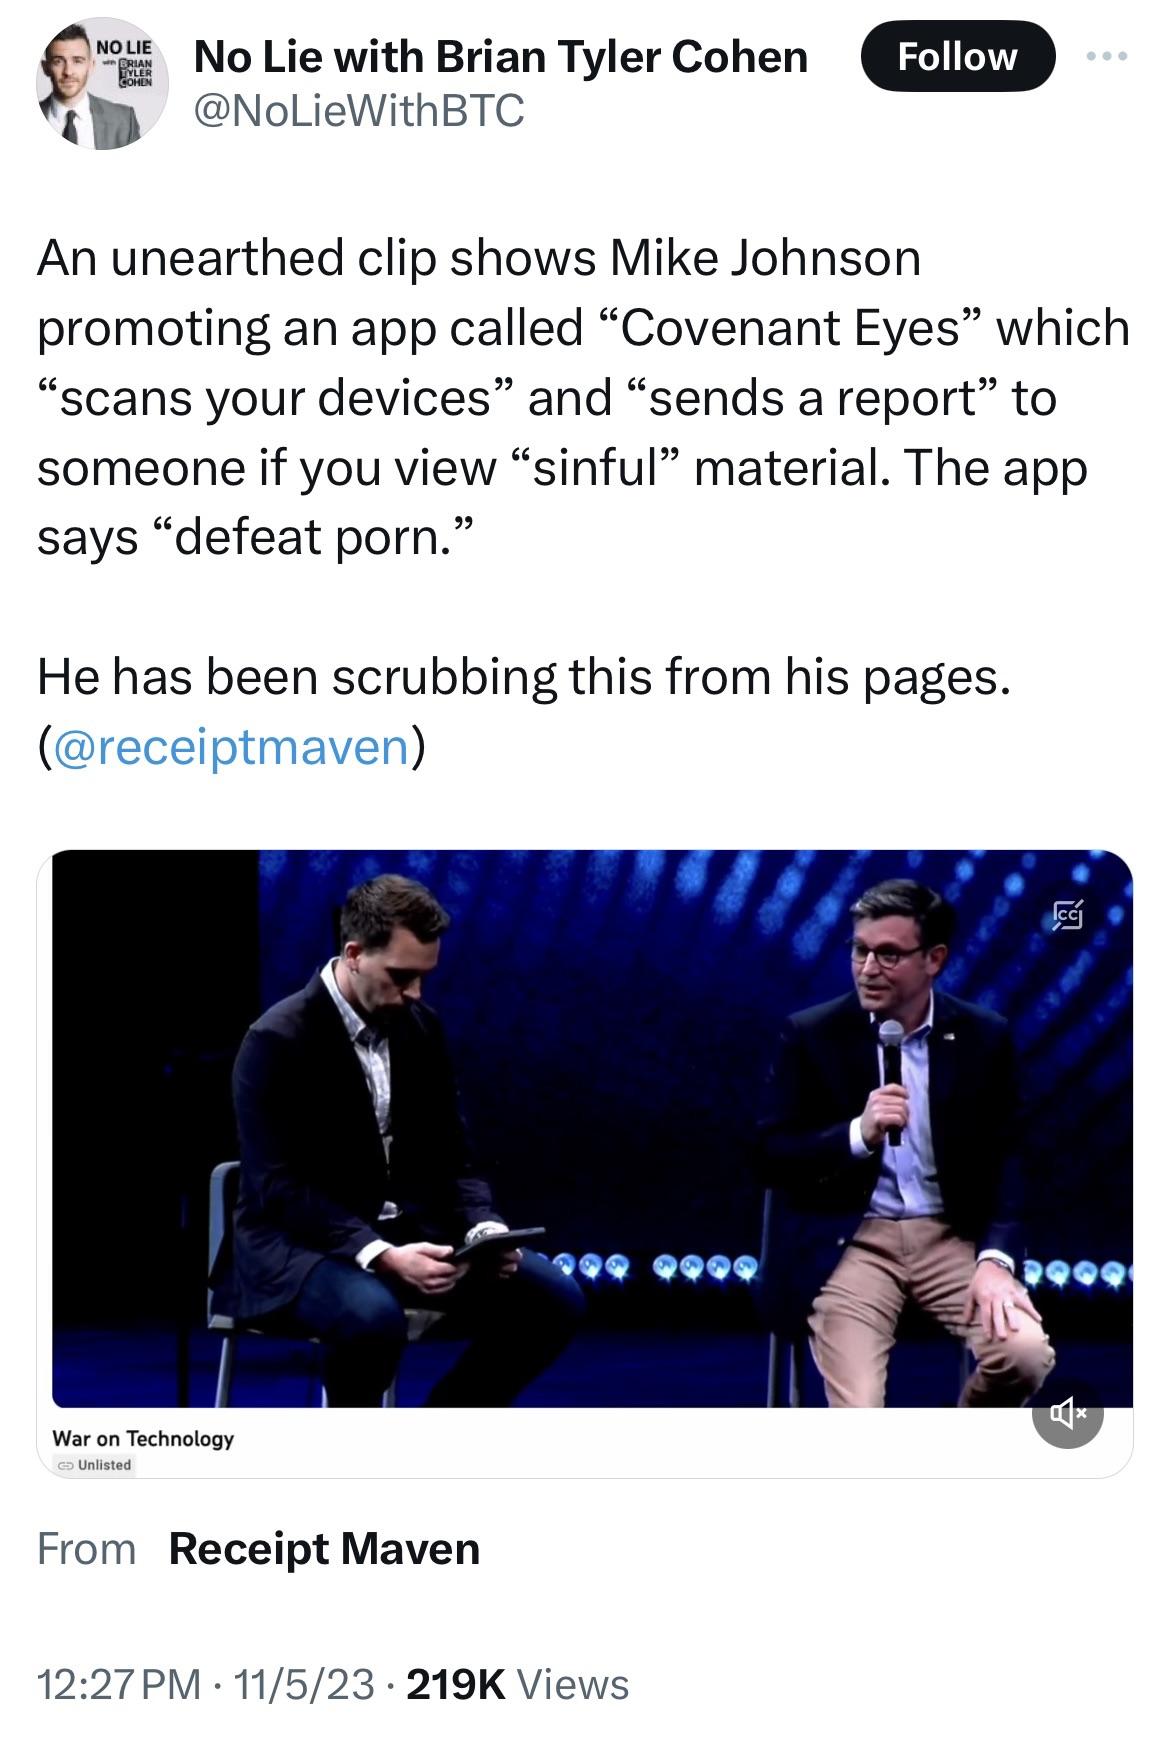 NO LIE
with BRIAN
TYLER
COHEN
No Lie with Brian Tyler Cohen
Follow
@NoLieWithBTC
An unearthed clip shows Mike Johnson
promoting an app called “Covenant Eyes” which
“scans your devices” and “sends a report” to
someone if you view “sinful” material. The app
says “defeat porn.”
He has been scrubbing this from his pages.
(@receiptmaven)
CC
War on Technology
Unlisted
From Receipt Maven
12:27 PM · 11/5/23 · 219K Views